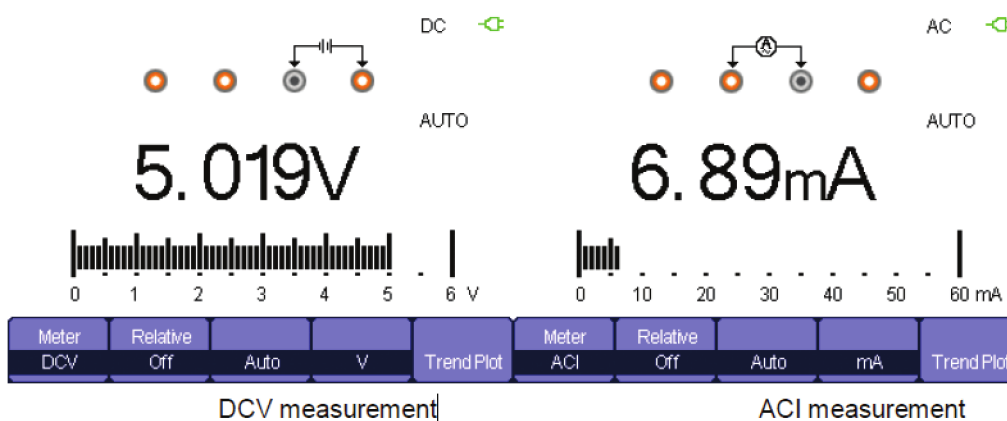 DC
AUTO
5.019V
0 1 2 3 4 5 6 V
Meter Relative
DCV Off Auto V Trend Plot
DCV measurement
AC
A
AUTO
6.89mA
0 10 20 30 40 50 60 mA
Meter Relative
ACI Off Auto mA Trend Plot
ACI measurement